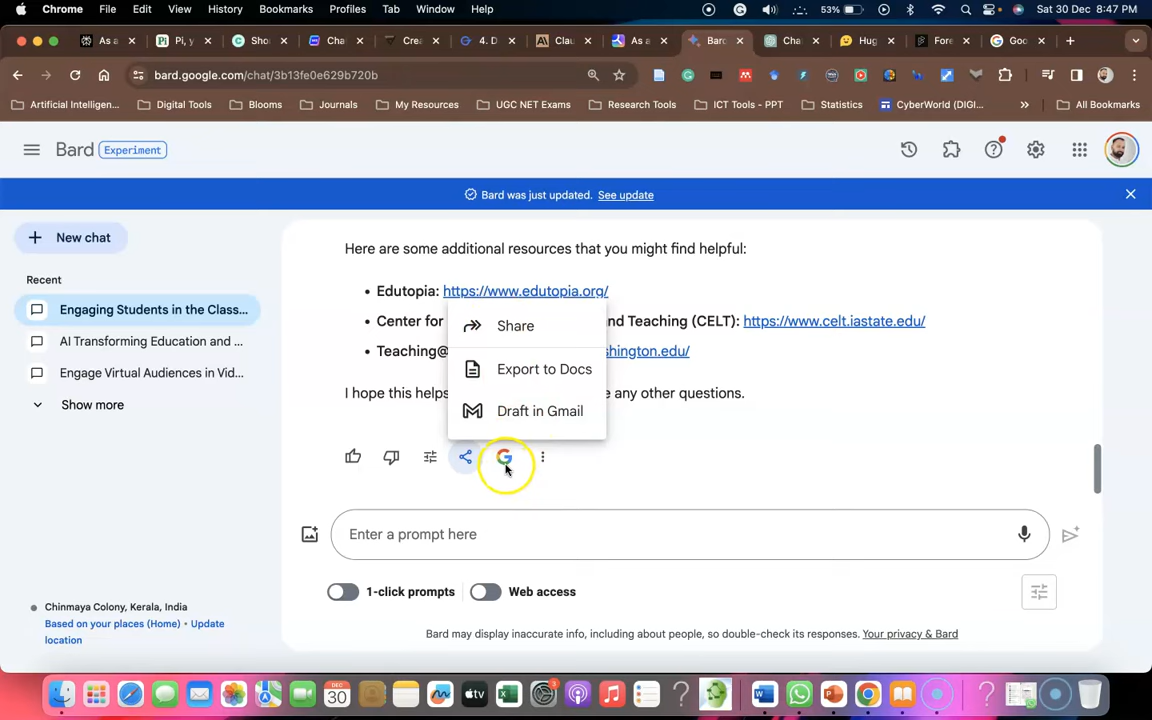 Chrome File Edit View History Bookmarks Profiles Tab Window Help 53% Sat 30 Dec 8:47 PM
As a Pi, y Sho Cha Cre 4. D Clau As a Barc Cha Hug Fore Goo
bard.google.com/chat/3b13fe0e629b720b
Artificial Intelligen... Digital Tools Blooms Journals My Resources UGC NET Exams Research Tools ICT Tools - PPT Statistics CyberWorld (DIGI... » All Bookmarks
Bard Experiment
Bard was just updated. See update
New chat
Recent
Engaging Students in the Class...
AI Transforming Education and ...
Engage Virtual Audiences in Vid...
Show more
Chinmaya Colony, Kerala, India
Based on your places (Home) • Update
location
Here are some additional resources that you might find helpful:
• Edutopia: https://www.edutopia.org/
• Center for nd Teaching (CELT): https://www.celt.iastate.edu/
• Teaching@ shington.edu/
I hope this helps e any other questions.
Share
Export to Docs
Draft in Gmail
Enter a prompt here
1-click prompts Web access
Bard may display inaccurate info, including about people, so double-check its responses. Your privacy & Bard